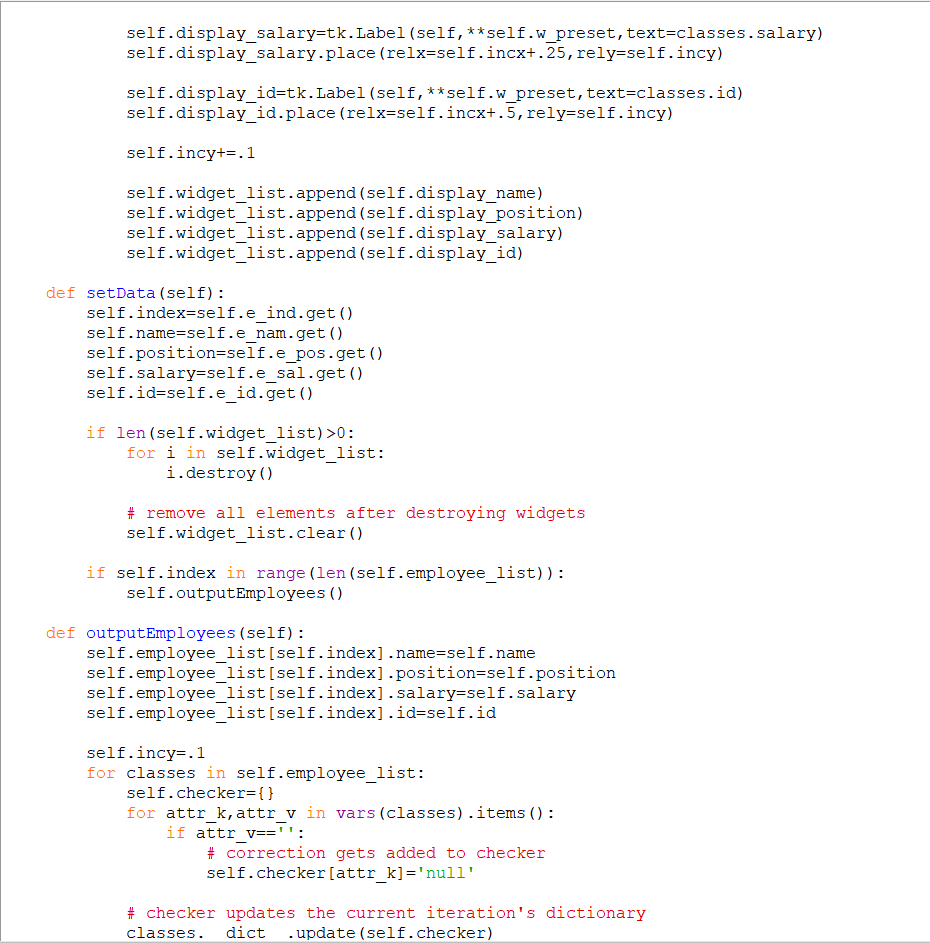 self.display_salary=tk.Label(self,**self.w_preset,text=classes.salary)
            self.display_salary.place(relx=self.incx+.25,rely=self.incy)

            self.display_id=tk.Label(self,**self.w_preset,text=classes.id)
            self.display_id.place(relx=self.incx+.5,rely=self.incy)

            self.incy+=.1

            self.widget_list.append(self.display_name)
            self.widget_list.append(self.display_position)
            self.widget_list.append(self.display_salary)
            self.widget_list.append(self.display_id)

    def setData(self):
        self.index=self.e_ind.get()
        self.name=self.e_nam.get()
        self.position=self.e_pos.get()
        self.salary=self.e_sal.get()
        self.id=self.e_id.get()

        if len(self.widget_list)>0:
            for i in self.widget_list:
                i.destroy()

            # remove all elements after destroying widgets
            self.widget_list.clear()

        if self.index in range(len(self.employee_list)):
            self.outputEmployees()

    def outputEmployees(self):
        self.employee_list[self.index].name=self.name
        self.employee_list[self.index].position=self.position
        self.employee_list[self.index].salary=self.salary
        self.employee_list[self.index].id=self.id

        self.incy=.1
        for classes in self.employee_list:
            self.checker={}
            for attr_k,attr_v in vars(classes).items():
                if attr_v=='':
                    # correction gets added to checker
                    self.checker[attr_k]='null'

            # checker updates the current iteration's dictionary
            classes.__dict__.update(self.checker)